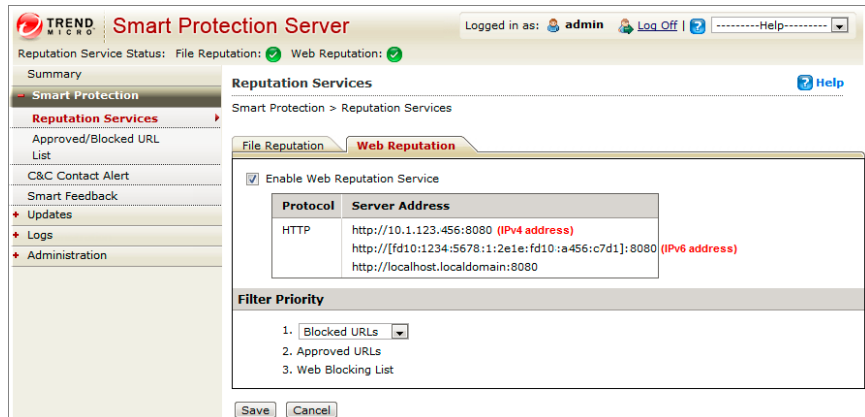 TREND MICRO Smart Protection Server Logged in as: admin Log Off | ---------Help---------
Reputation Service Status: File Reputation: Web Reputation:
Summary
Smart Protection
Reputation Services
Approved/Blocked URL
List
C&C Contact Alert
Smart Feedback
+ Updates
+ Logs
+ Administration
Reputation Services ? Help
Smart Protection > Reputation Services
File Reputation Web Reputation
Enable Web Reputation Service
Protocol Server Address
HTTP http://10.1.123.456:8080 (IPv4 address)
http://[fd10:1234:5678:1:2e1e:fd10:a456:c7d1]:8080 (IPv6 address)
http://localhost.localdomain:8080
Filter Priority
1. Blocked URLs
2. Approved URLs
3. Web Blocking List
Save Cancel